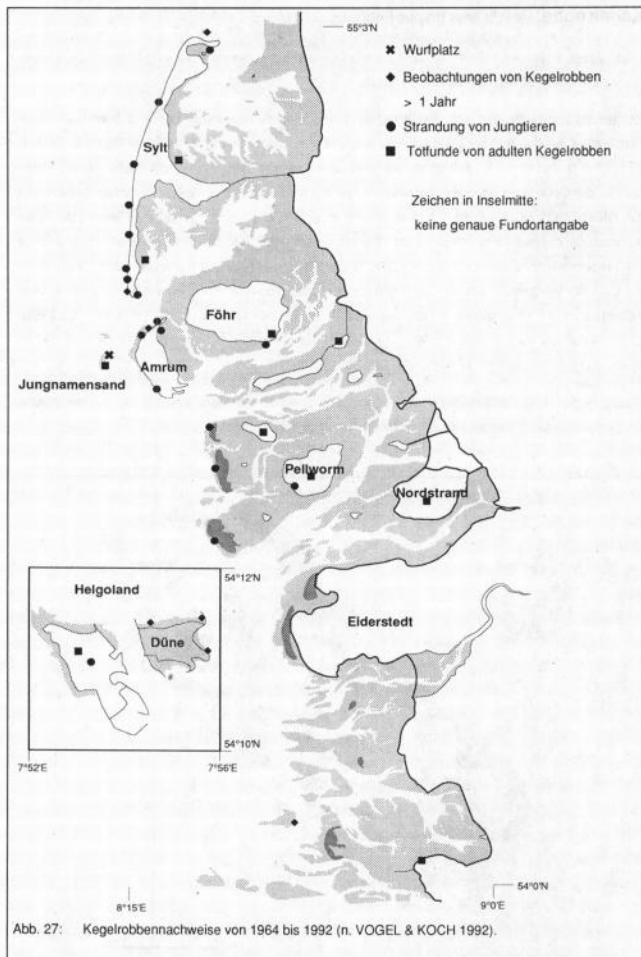 55°3'N
Wurfplatz
Beobachtungen von Kegelrobben
> 1 Jahr
Strandung von Jungtieren
Totfunde von adulten Kegelrobben
Zeichen in Inselmitte:
keine genaue Fundortangabe
Sylt
Föhr
Amrum
Jungnamensand
Pellworm
Nordstrand
54°12'N
Helgoland
Düne
Eiderstedt
54°10'N
7°52'E
7°56'E
8°15'E
54°0'N
9°0'E
Abb. 27: Kegelrobbennachweise von 1964 bis 1992 (n. VOGEL & KOCH 1992).